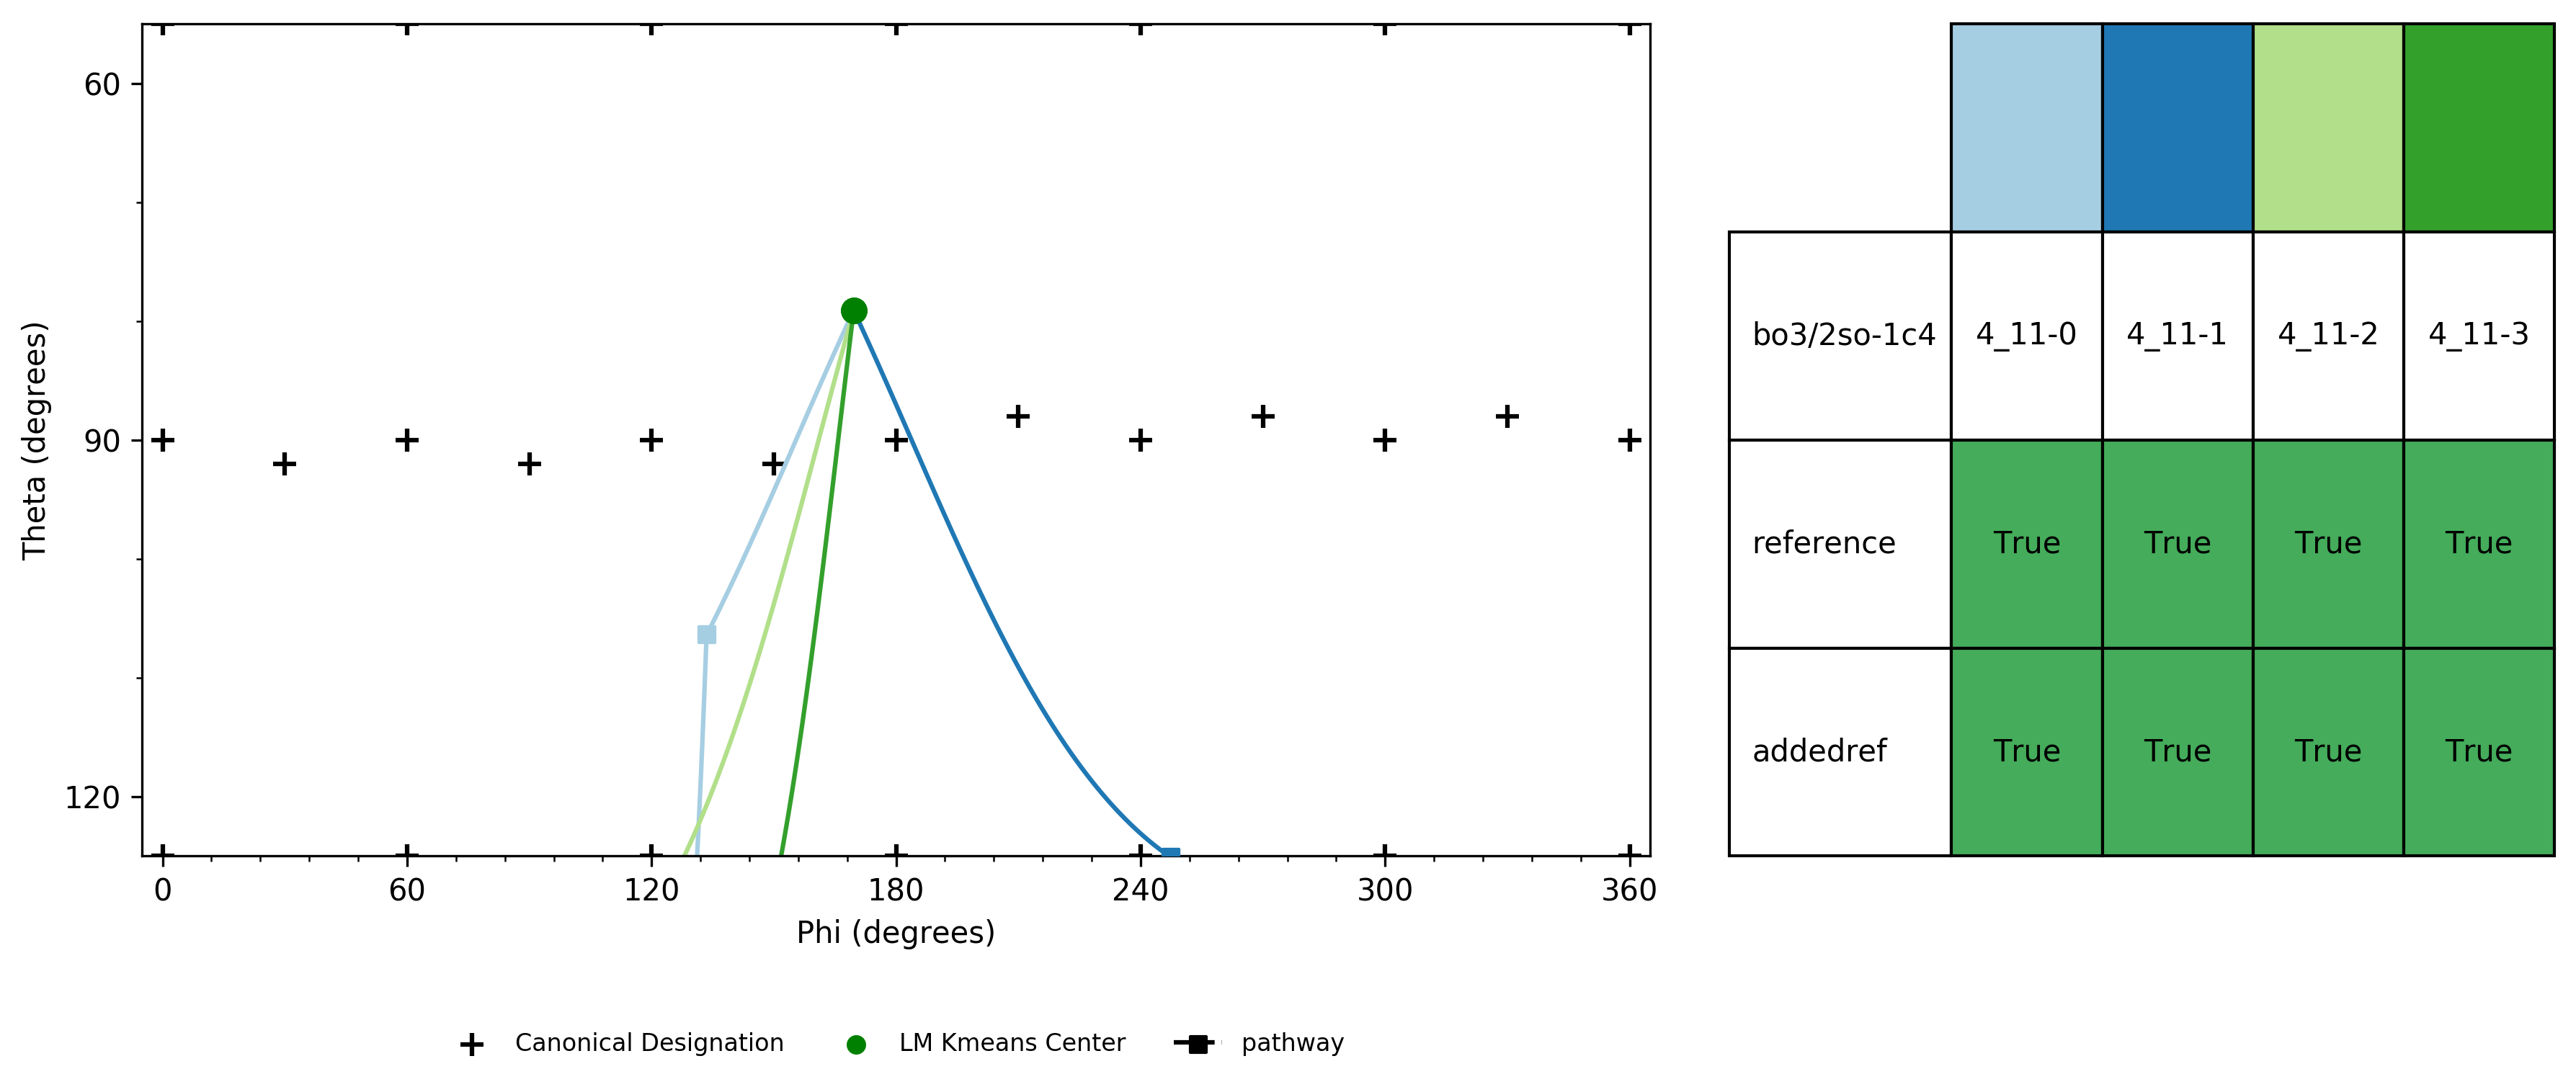 60
90
120
Theta (degrees)
0 60 120 180 240 300 360
Phi (degrees)
Canonical Designation LM Kmeans Center pathway
bo3/2so-1c4 4_11-0 4_11-1 4_11-2 4_11-3
reference True True True True
addedref True True True True